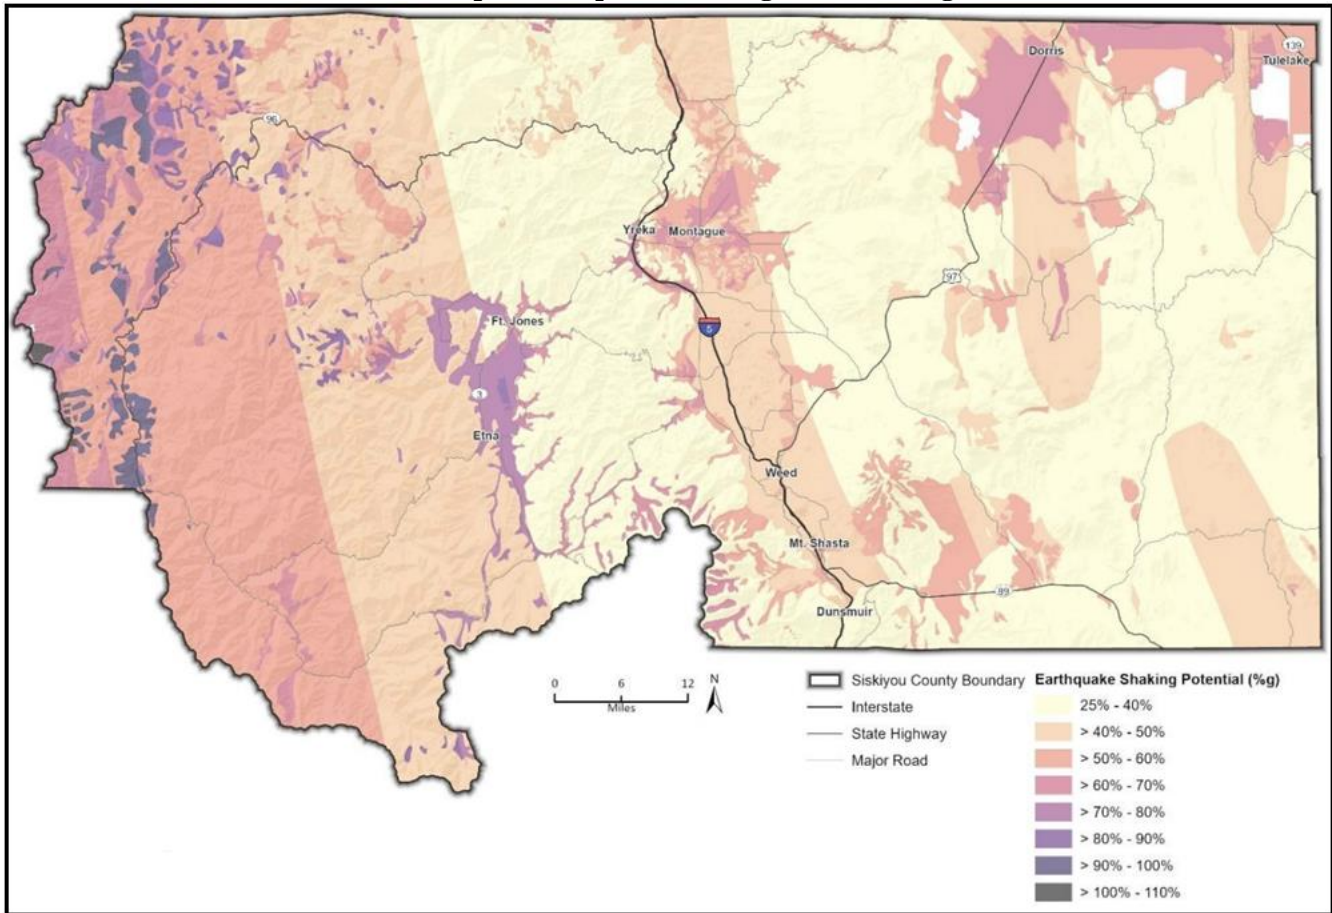 Dorris
139
Tulelake
96
Yreka
Montague
97
5
Ft. Jones
3
Etna
Weed
Mt. Shasta
89
Dunsmuir
0 6 12
Miles
N
Siskiyou County Boundary
Interstate
State Highway
Major Road
Earthquake Shaking Potential (%g)
25% - 40%
> 40% - 50%
> 50% - 60%
> 60% - 70%
> 70% - 80%
> 80% - 90%
> 90% - 100%
> 100% - 110%